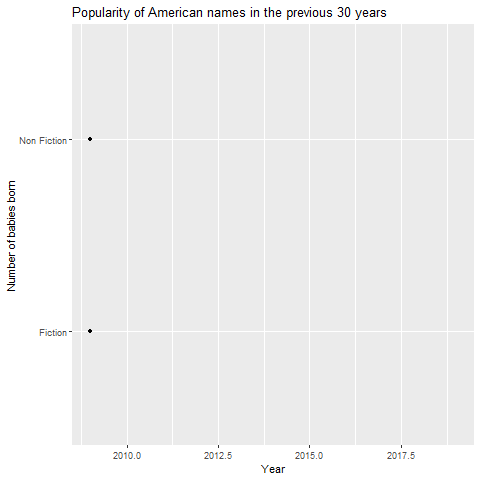 Popularity of American names in the previous 30 years
Number of babies born
Non Fiction
Fiction
2010.0 2012.5 2015.0 2017.5
Year